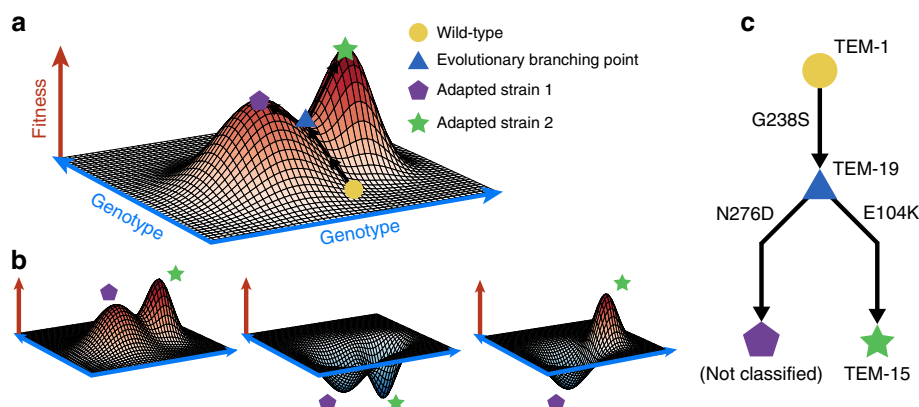 a
Fitness
Genotype
Genotype
Wild-type
Evolutionary branching point
Adapted strain 1
Adapted strain 2
b
c
TEM-1
G238S
TEM-19
N276D
E104K
(Not classified)
TEM-15